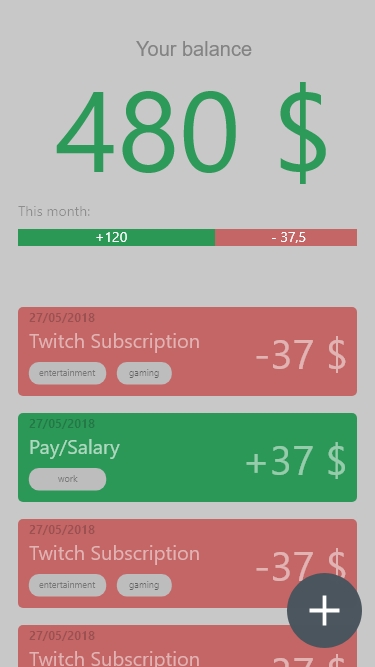 Your balance
480 $
This month:
+120 - 37,5
27/05/2018
Twitch Subscription
-37 $
entertainment gaming
27/05/2018
Pay/Salary
+37 $
work
27/05/2018
Twitch Subscription
-37 $
entertainment gaming
27/05/2018
Twitch Subscription
-37 $